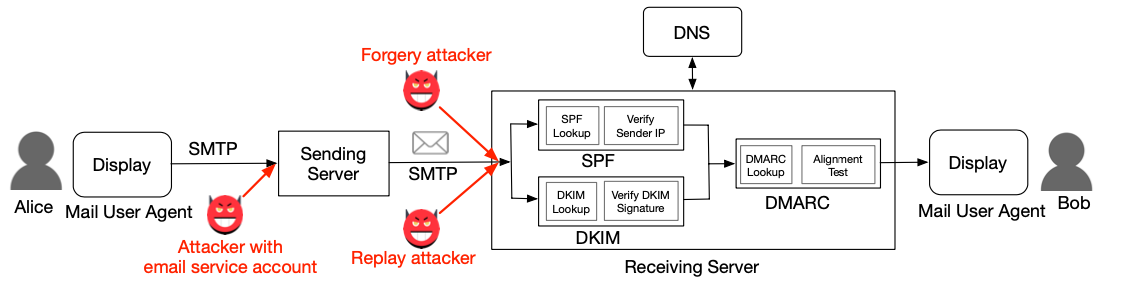 DNS
Forgery attacker
SPF
Lookup
Verify
Sender IP
SPF
SMTP
Display
Mail User Agent
Alice
Sending
Server
SMTP
DMARC
Lookup
Alignment
Test
DMARC
Display
Mail User Agent
Bob
DKIM
Lookup
Verify DKIM
Signature
DKIM
Attacker with
email service account
Replay attacker
Receiving Server